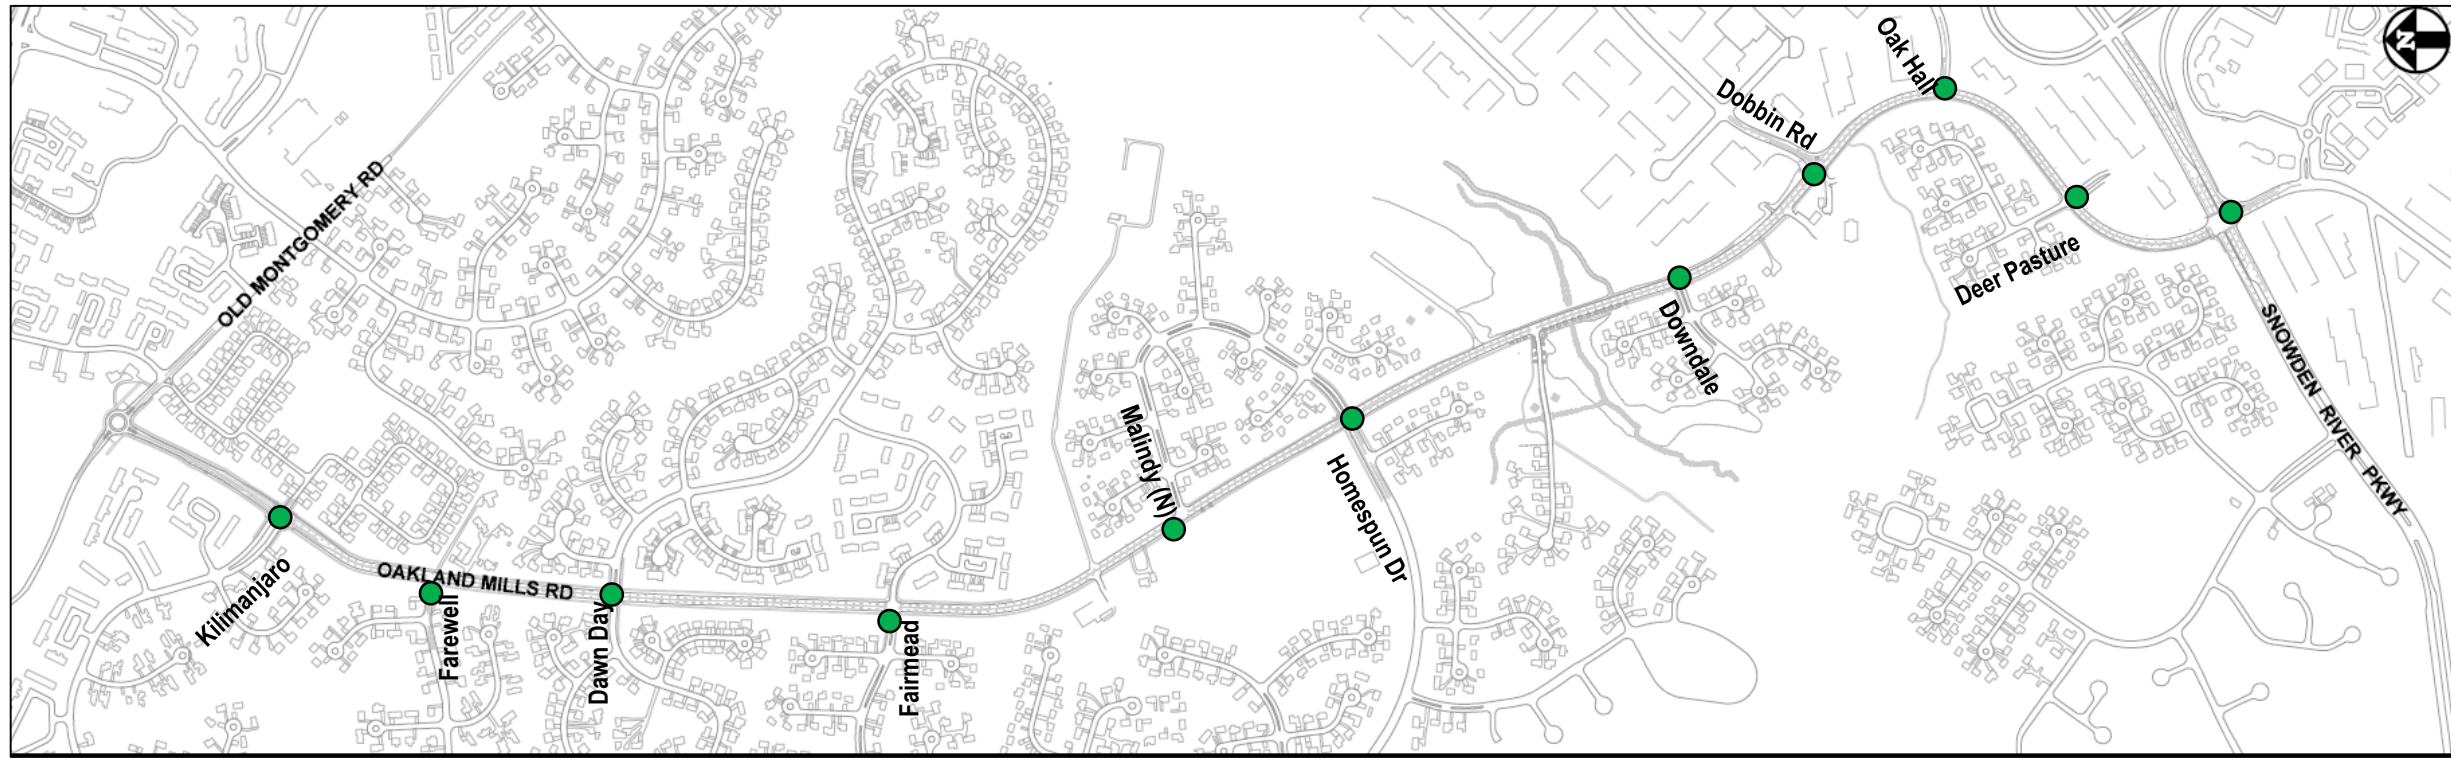 Oak Hall
N
Dobbin Rd
OLD MONTGOMERY RD
Deer Pasture
Downdale
SNOWDEN RIVER PKWY
Malindy (N)
Homespun Dr
OAKLAND MILLS RD
Kilimanjaro
Farewell
Dawn Day
Fairmead